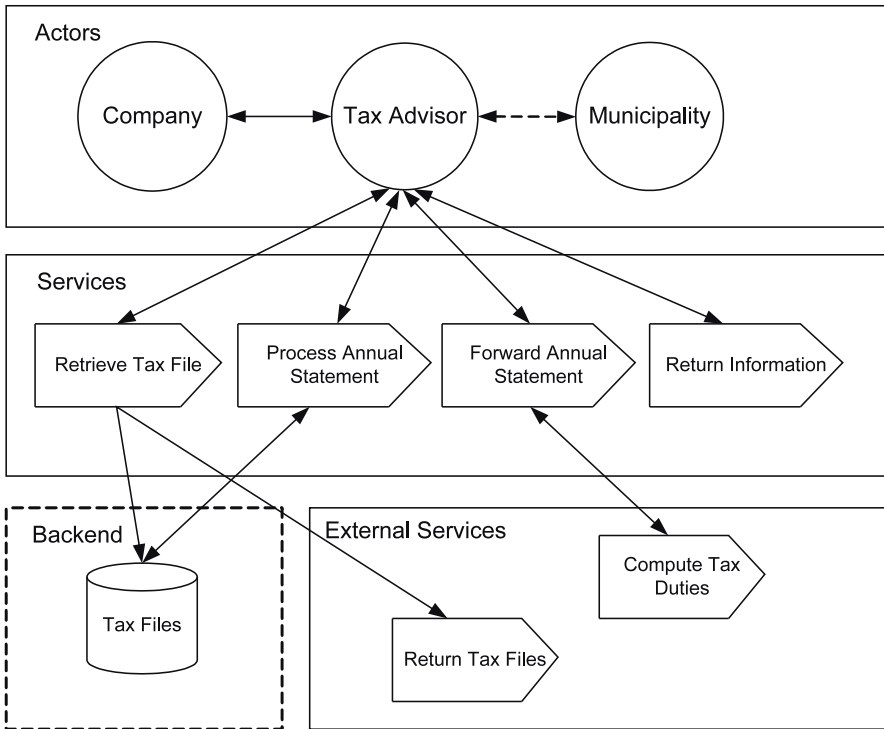 Actors
Company
Tax Advisor
Municipality
Services
Retrieve Tax File
Process Annual
Statement
Forward Annual
Statement
Return Information
Backend
Tax Files
External Services
Compute Tax
Duties
Return Tax Files